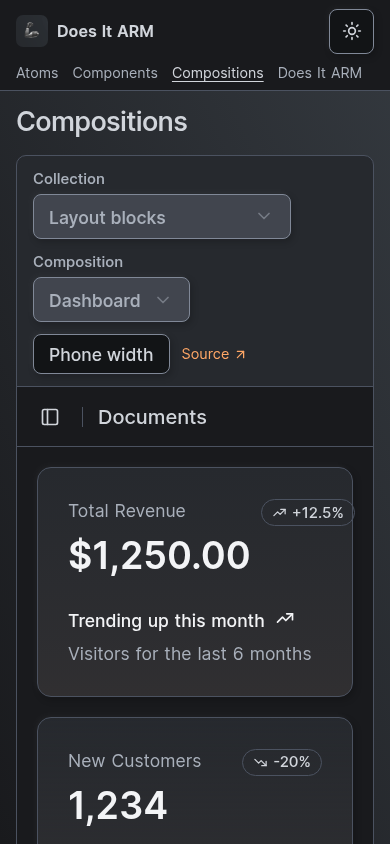 Does It ARM
Atoms Components Compositions Does It ARM
Compositions
Collection
Layout blocks
Composition
Dashboard
Phone width Source
Documents
Total Revenue +12.5%
$1,250.00
Trending up this month
Visitors for the last 6 months
New Customers -20%
1,234